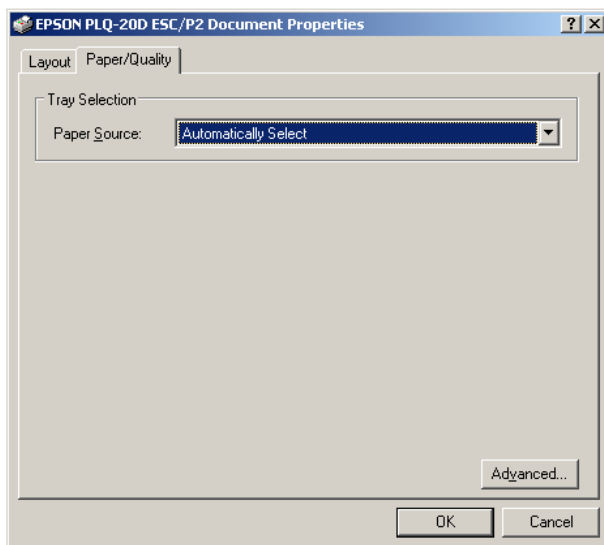 EPSON PLQ-20D ESC/P2 Document Properties
Layout Paper/Quality
Tray Selection
Paper Source: Automatically Select
Advanced...
OK Cancel